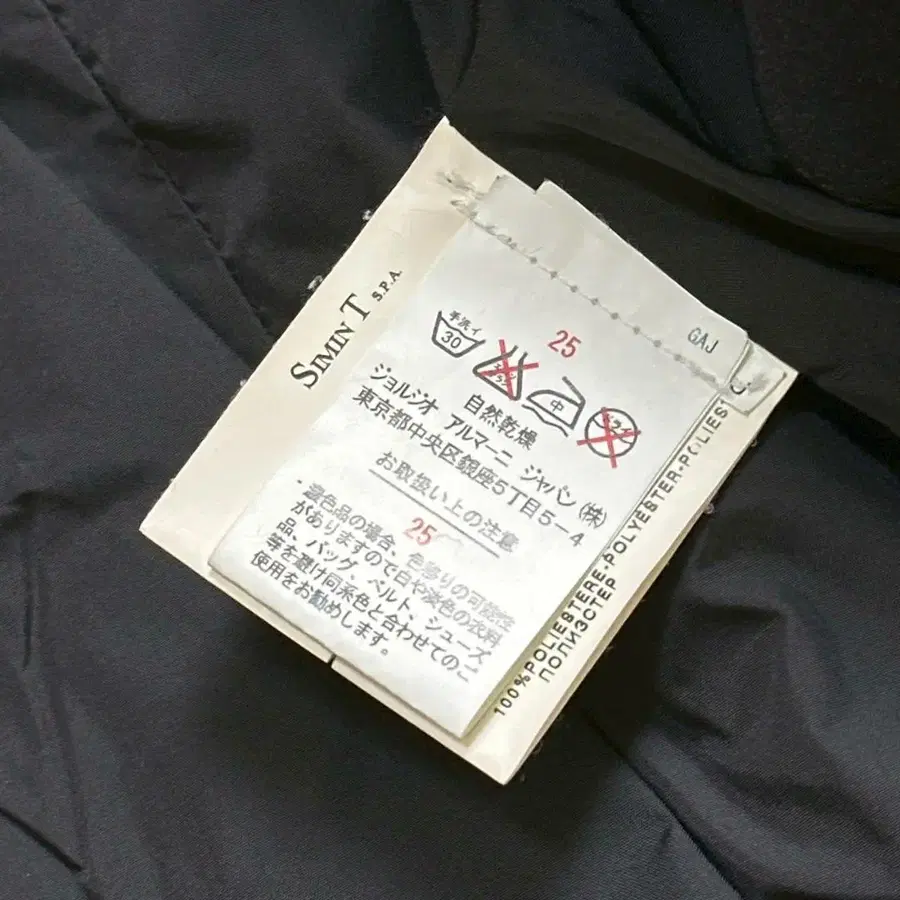 SIMIN T S.P.A.
GAJ
25
手洗イ
30
中
ドライ
自然乾燥
ジョルジオ アルマーニ ジャパン(株)
東京都中央区銀座5丁目5−4
お取扱い上の注意
25
・濃色品の場合、色移りの可能性
がありますので白や淡色の衣料
品、バッグ、ベルト、シューズ
等を避け同系色と合わせてのご
使用をお勧めします。
100%POLIESTERE-POLYESTER-POLIES
ПОЛИЭСТЕР